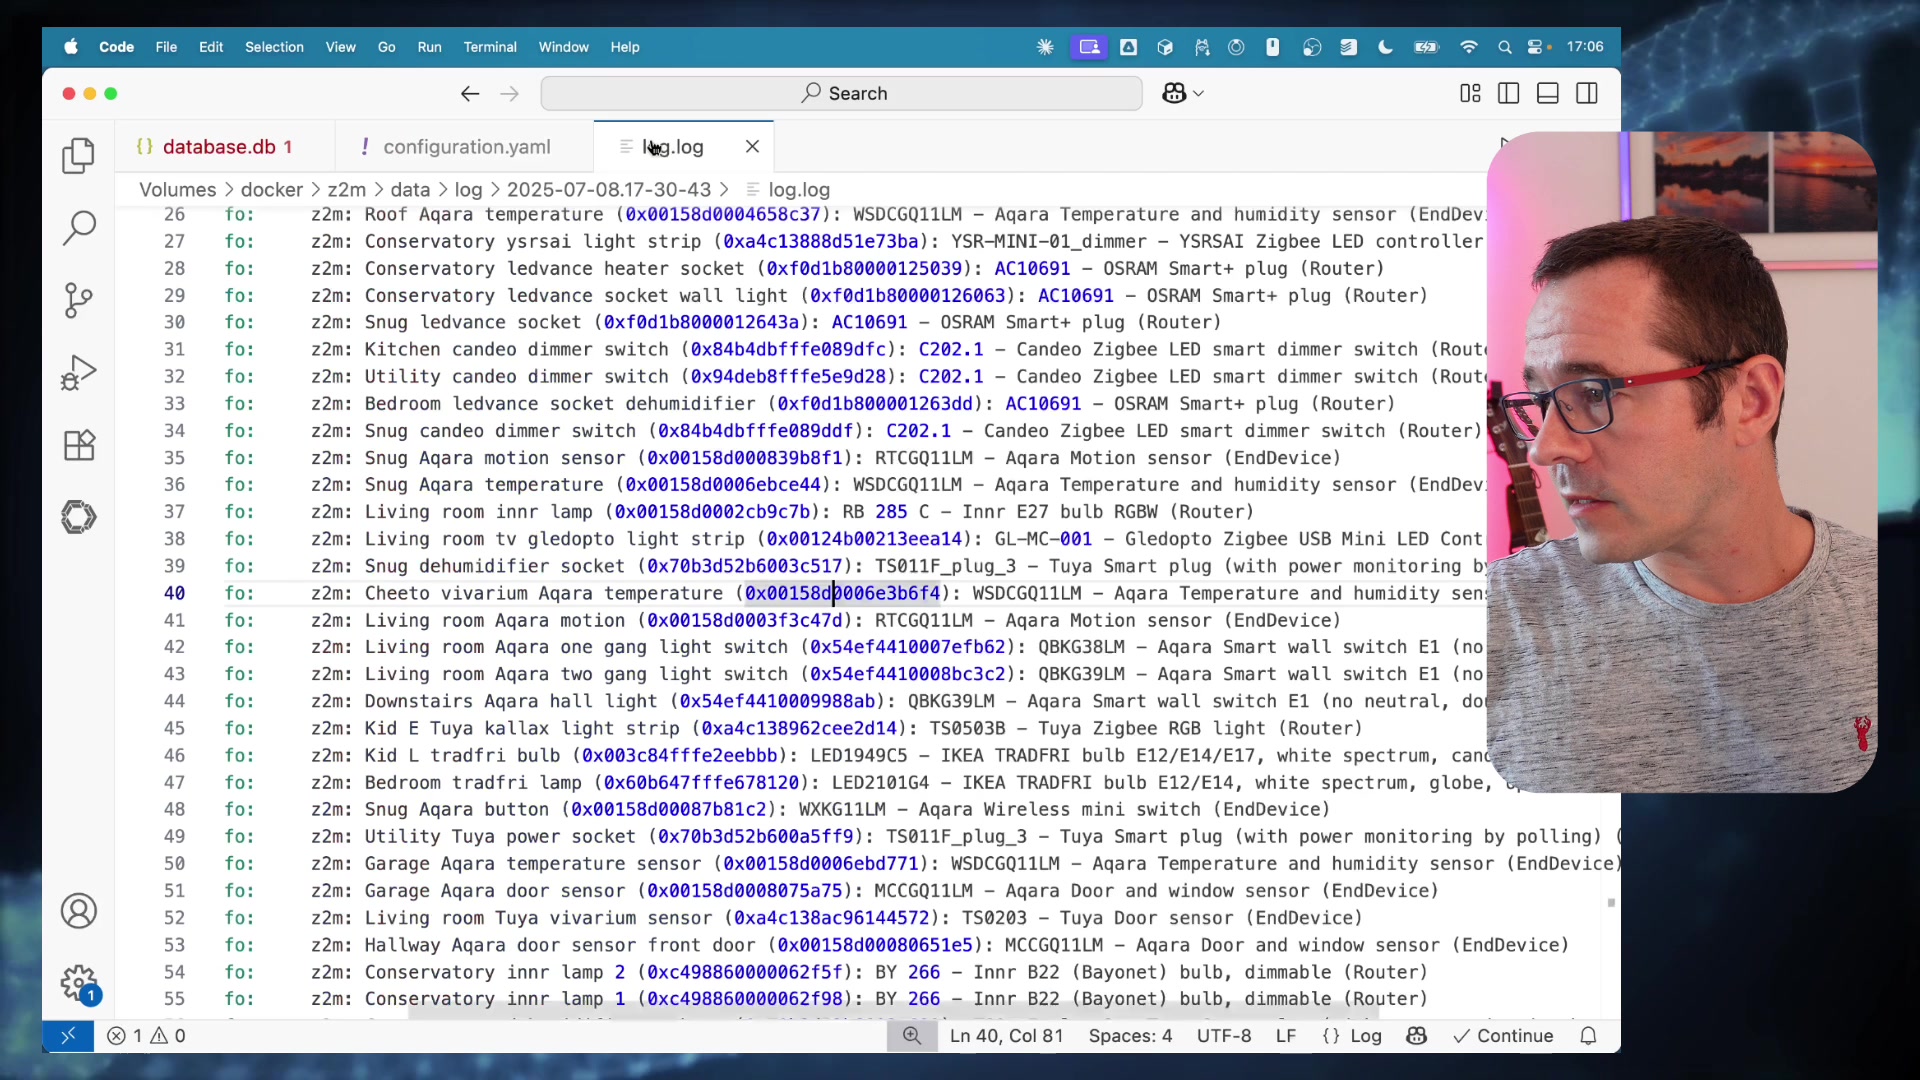 Code File Edit Selection View Go Run Terminal Window Help 17:06
Search
{} database.db 1 ! configuration.yaml log.log
Volumes > docker > z2m > data > log > 2025-07-08.17-30-43 > log.log
26 fo: z2m: Roof Aqara temperature (0x00158d0004658c37): WSDCGQ11LM - Aqara Temperature and humidity sensor (EndDevi
27 fo: z2m: Conservatory ysrsai light strip (0xa4c13888d51e73ba): YSR-MINI-01_dimmer - YSRSAI Zigbee LED controller
28 fo: z2m: Conservatory ledvance heater socket (0xf0d1b80000125039): AC10691 - OSRAM Smart+ plug (Router)
29 fo: z2m: Conservatory ledvance socket wall light (0xf0d1b80000126063): AC10691 - OSRAM Smart+ plug (Router)
30 fo: z2m: Snug ledvance socket (0xf0d1b8000012643a): AC10691 - OSRAM Smart+ plug (Router)
31 fo: z2m: Kitchen candeo dimmer switch (0x84b4dbfffe089dfc): C202.1 - Candeo Zigbee LED smart dimmer switch (Route
32 fo: z2m: Utility candeo dimmer switch (0x94deb8fffe5e9d28): C202.1 - Candeo Zigbee LED smart dimmer switch (Route
33 fo: z2m: Bedroom ledvance socket dehumidifier (0xf0d1b800001263dd): AC10691 - OSRAM Smart+ plug (Router)
34 fo: z2m: Snug candeo dimmer switch (0x84b4dbfffe089ddf): C202.1 - Candeo Zigbee LED smart dimmer switch (Router)
35 fo: z2m: Snug Aqara motion sensor (0x00158d000839b8f1): RTCGQ11LM - Aqara Motion sensor (EndDevice)
36 fo: z2m: Snug Aqara temperature (0x00158d0006ebce44): WSDCGQ11LM - Aqara Temperature and humidity sensor (EndDevi
37 fo: z2m: Living room innr lamp (0x00158d0002cb9c7b): RB 285 C - Innr E27 bulb RGBW (Router)
38 fo: z2m: Living room tv gledopto light strip (0x00124b00213eea14): GL-MC-001 - Gledopto Zigbee USB Mini LED Cont
39 fo: z2m: Snug dehumidifier socket (0x70b3d52b6003c517): TS011F_plug_3 - Tuya Smart plug (with power monitoring by
40 fo: z2m: Cheeto vivarium Aqara temperature (0x00158d0006e3b6f4): WSDCGQ11LM - Aqara Temperature and humidity sens
41 fo: z2m: Living room Aqara motion (0x00158d0003f3c47d): RTCGQ11LM - Aqara Motion sensor (EndDevice)
42 fo: z2m: Living room Aqara one gang light switch (0x54ef4410007efb62): QBKG38LM - Aqara Smart wall switch E1 (no
43 fo: z2m: Living room Aqara two gang light switch (0x54ef4410008bc3c2): QBKG39LM - Aqara Smart wall switch E1 (no
44 fo: z2m: Downstairs Aqara hall light (0x54ef4410009988ab): QBKG39LM - Aqara Smart wall switch E1 (no neutral, dou
45 fo: z2m: Kid E Tuya kallax light strip (0xa4c138962cee2d14): TS0503B - Tuya Zigbee RGB light (Router)
46 fo: z2m: Kid L tradfri bulb (0x003c84fffe2eebbb): LED1949C5 - IKEA TRADFRI bulb E12/E14/E17, white spectrum, cand
47 fo: z2m: Bedroom tradfri lamp (0x60b647fffe678120): LED2101G4 - IKEA TRADFRI bulb E12/E14, white spectrum, globe,
48 fo: z2m: Snug Aqara button (0x00158d00087b81c2): WXKG11LM - Aqara Wireless mini switch (EndDevice)
49 fo: z2m: Utility Tuya power socket (0x70b3d52b600a5ff9): TS011F_plug_3 - Tuya Smart plug (with power monitoring by polling) (
50 fo: z2m: Garage Aqara temperature sensor (0x00158d0006ebd771): WSDCGQ11LM - Aqara Temperature and humidity sensor (EndDevice)
51 fo: z2m: Garage Aqara door sensor (0x00158d0008075a75): MCCGQ11LM - Aqara Door and window sensor (EndDevice)
52 fo: z2m: Living room Tuya vivarium sensor (0xa4c138ac96144572): TS0203 - Tuya Door sensor (EndDevice)
53 fo: z2m: Hallway Aqara door sensor front door (0x00158d00080651e5): MCCGQ11LM - Aqara Door and window sensor (EndDevice)
54 fo: z2m: Conservatory innr lamp 2 (0xc498860000062f5f): BY 266 - Innr B22 (Bayonet) bulb, dimmable (Router)
55 fo: z2m: Conservatory innr lamp 1 (0xc498860000062f98): BY 266 - Innr B22 (Bayonet) bulb, dimmable (Router)
1
1 0 Ln 40, Col 81 Spaces: 4 UTF-8 LF {} Log Continue